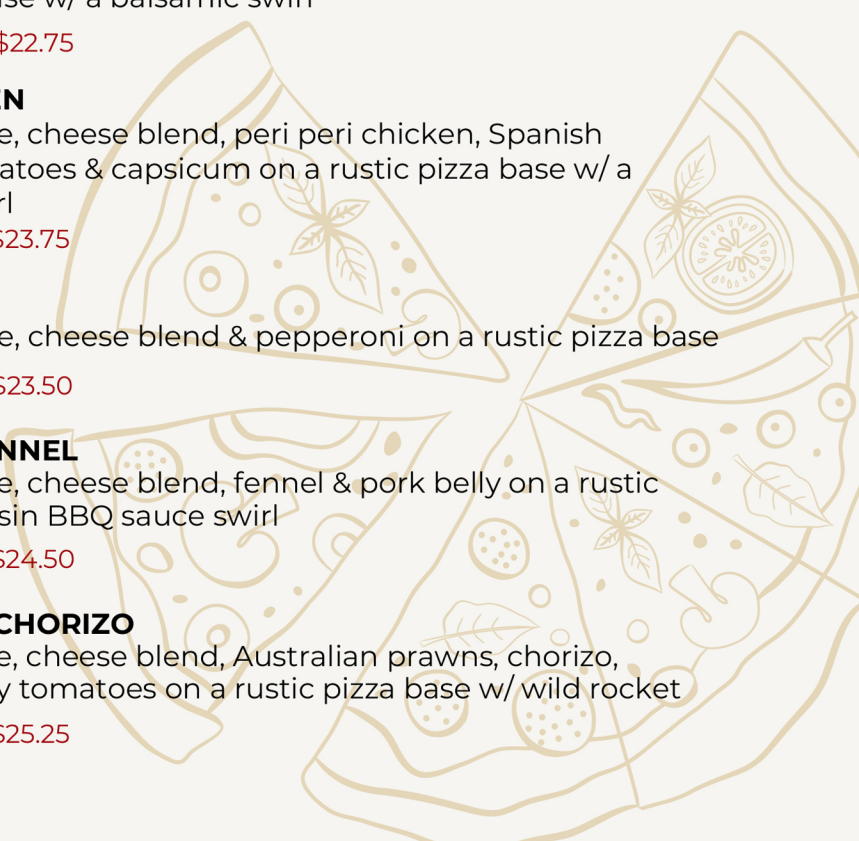 se w/ a balsamic swirl
$22.75
EN
e, cheese blend, peri peri chicken, Spanish
atoes & capsicum on a rustic pizza base w/ a
rl
$23.75
e, cheese blend & pepperoni on a rustic pizza base
$23.50
NNEL
e, cheese blend, fennel & pork belly on a rustic
sin BBQ sauce swirl
$24.50
CHORIZO
e, cheese blend, Australian prawns, chorizo,
y tomatoes on a rustic pizza base w/ wild rocket
$25.25